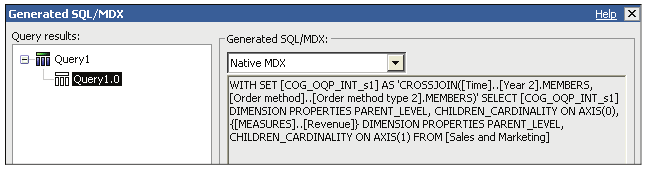 Generated SQL/MDX
Help
Query results:
Generated SQL/MDX:
Query1
Query1.0
Native MDX
WITH SET [COG_OQP_INT_s1] AS 'CROSSJOIN([Time]..[Year 2].MEMBERS,
[Order method]..[Order method type 2].MEMBERS)' SELECT [COG_OQP_INT_s1]
DIMENSION PROPERTIES PARENT_LEVEL, CHILDREN_CARDINALITY ON AXIS(0),
{[MEASURES]..[Revenue]} DIMENSION PROPERTIES PARENT_LEVEL,
CHILDREN_CARDINALITY ON AXIS(1) FROM [Sales and Marketing]